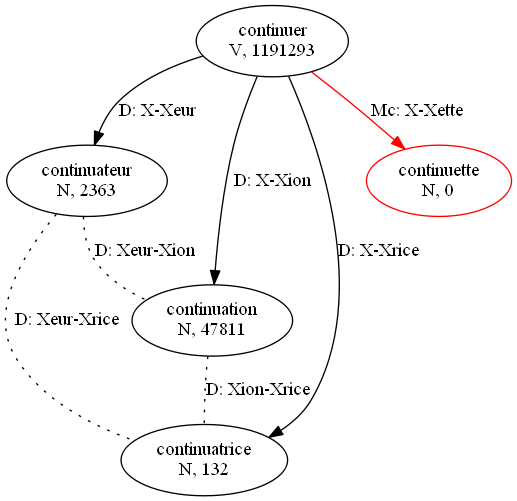 continuer
V, 1191293
D: X-Xeur
Mc: X-Xette
continuateur
N, 2363
D: X-Xion
continuette
N, 0
D: Xeur-Xion
D: X-Xrice
continuation
N, 47811
D: Xeur-Xrice
D: Xion-Xrice
continuatrice
N, 132